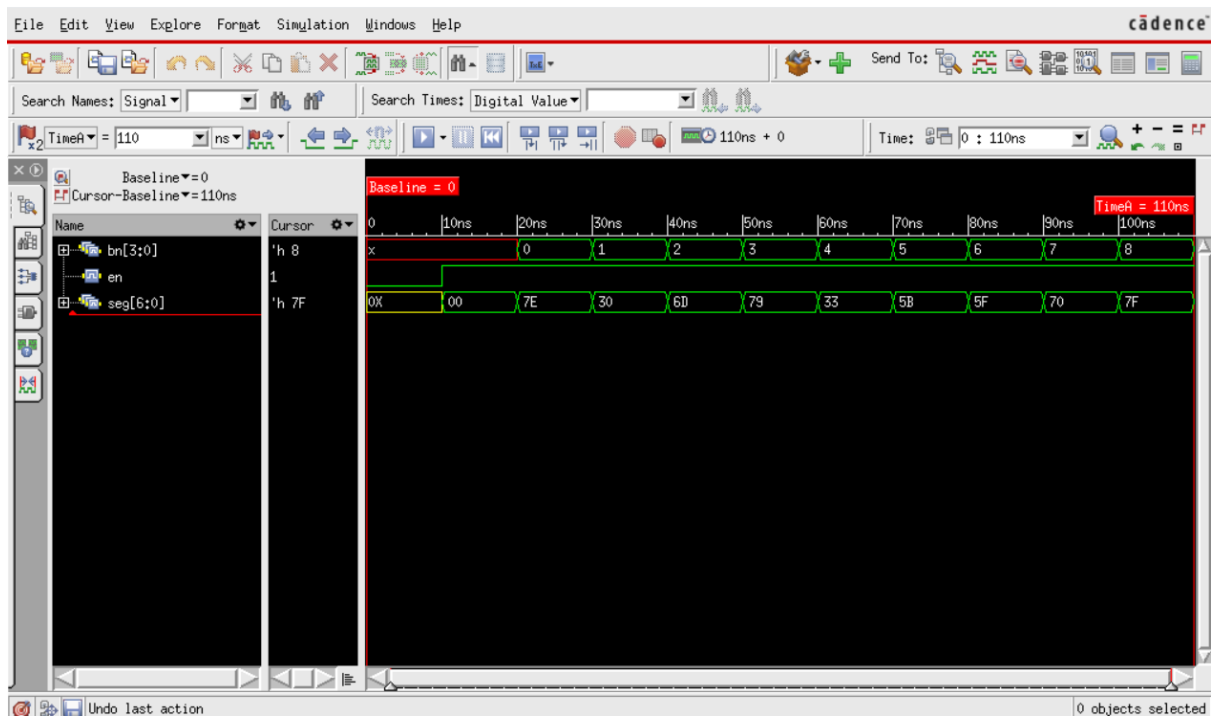 File Edit View Explore Format Simulation Windows Help cādence
Send To:
Search Names: Signal Search Times: Digital Value
x2 TimeA = 110 ns 110ns + 0 Time: 0 : 110ns
Baseline = 0
Cursor-Baseline = 110ns
Baseline = 0
TimeA = 110ns
Name Cursor 0 10ns 20ns 30ns 40ns 50ns 60ns 70ns 80ns 90ns 100ns
bn[3:0] 'h 8 x 0 1 2 3 4 5 6 7 8
en 1
seg[6:0] 'h 7F 0X 00 7E 30 6D 79 33 5B 5F 70 7F
Undo last action 0 objects selected